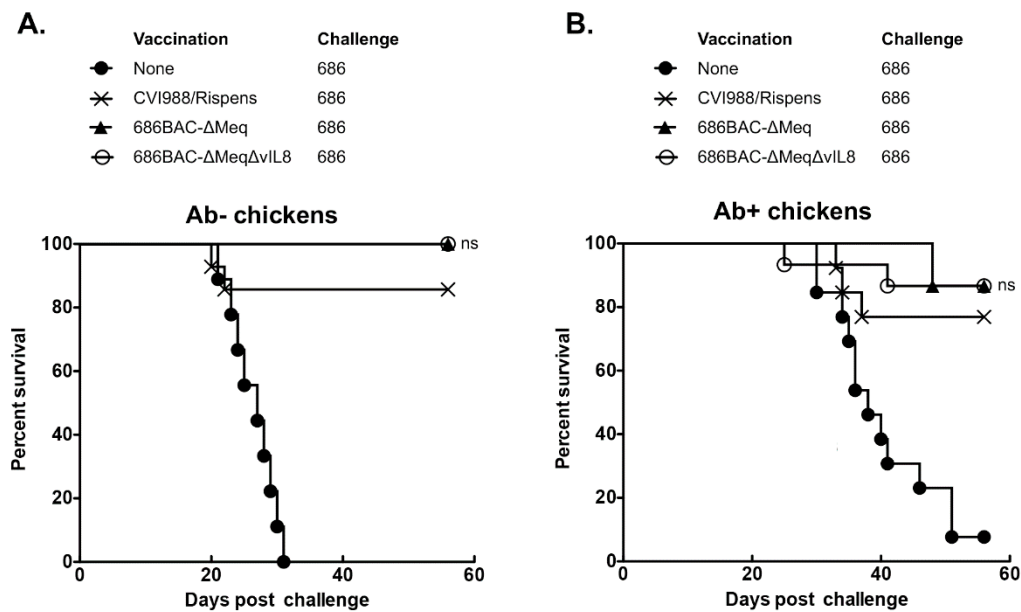 A.
Vaccination Challenge
None 686
CVI988/Rispens 686
686BAC-ΔMeq 686
686BAC-ΔMeqΔvIL8 686
Ab- chickens
100
80
60
40
20
0
ns
Percent survival
0 20 40 60
Days post challenge
B.
Vaccination Challenge
None 686
CVI988/Rispens 686
686BAC-ΔMeq 686
686BAC-ΔMeqΔvIL8 686
Ab+ chickens
100
80
60
40
20
0
ns
Percent survival
0 20 40 60
Days post challenge